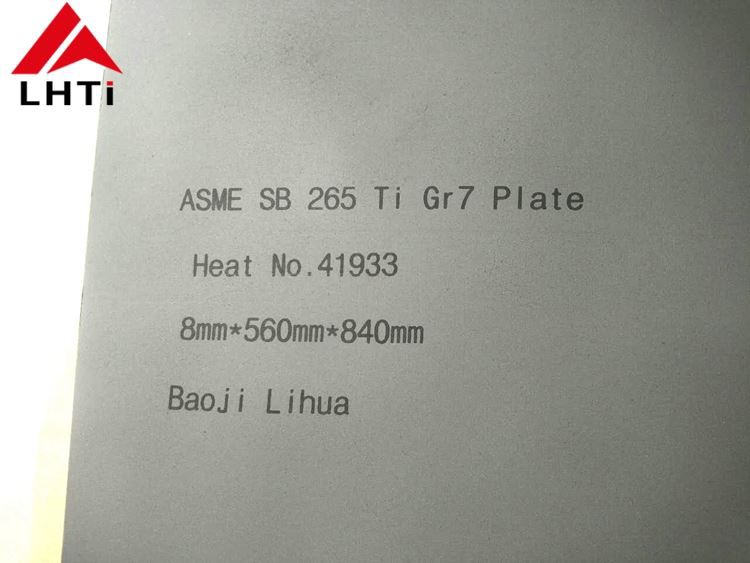 LHTi
ASME SB 265 Ti Gr7 Plate
Heat No.41933
8mm*560mm*840mm
Baoji Lihua